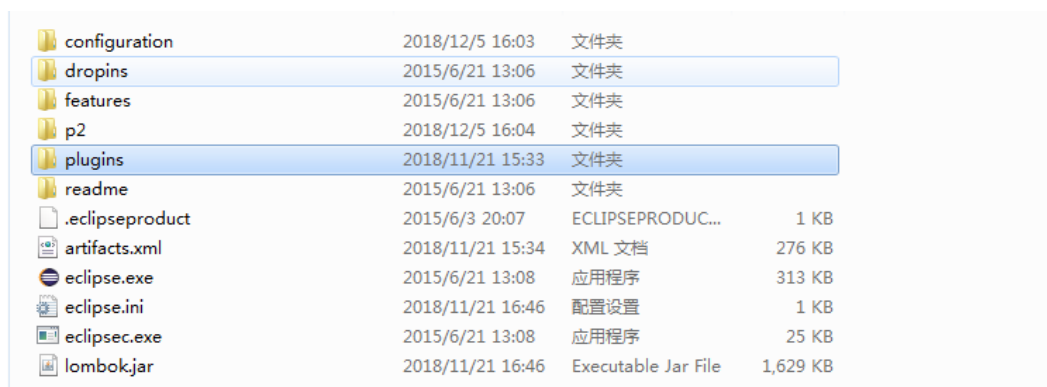 configuration 2018/12/5 16:03 文件夹
dropins 2015/6/21 13:06 文件夹
features 2015/6/21 13:06 文件夹
p2 2018/12/5 16:04 文件夹
plugins 2018/11/21 15:33 文件夹
readme 2015/6/21 13:06 文件夹
.eclipseproduct 2015/6/3 20:07 ECLIPSEPRODUC... 1 KB
artifacts.xml 2018/11/21 15:34 XML 文档 276 KB
eclipse.exe 2015/6/21 13:08 应用程序 313 KB
eclipse.ini 2018/11/21 16:46 配置设置 1 KB
eclipsec.exe 2015/6/21 13:08 应用程序 25 KB
lombok.jar 2018/11/21 16:46 Executable Jar File 1,629 KB